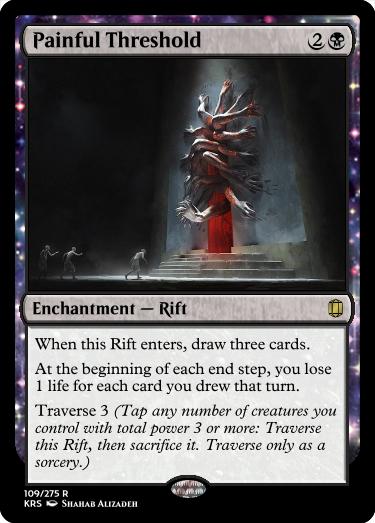 Painful Threshold 2
Enchantment — Rift
When this Rift enters, draw three cards.
At the beginning of each end step, you lose
1 life for each card you drew that turn.
Traverse 3 (Tap any number of creatures you
control with total power 3 or more: Traverse
this Rift, then sacrifice it. Traverse only as a
sorcery.)
109/275 R
KRS Shahab Alizadeh